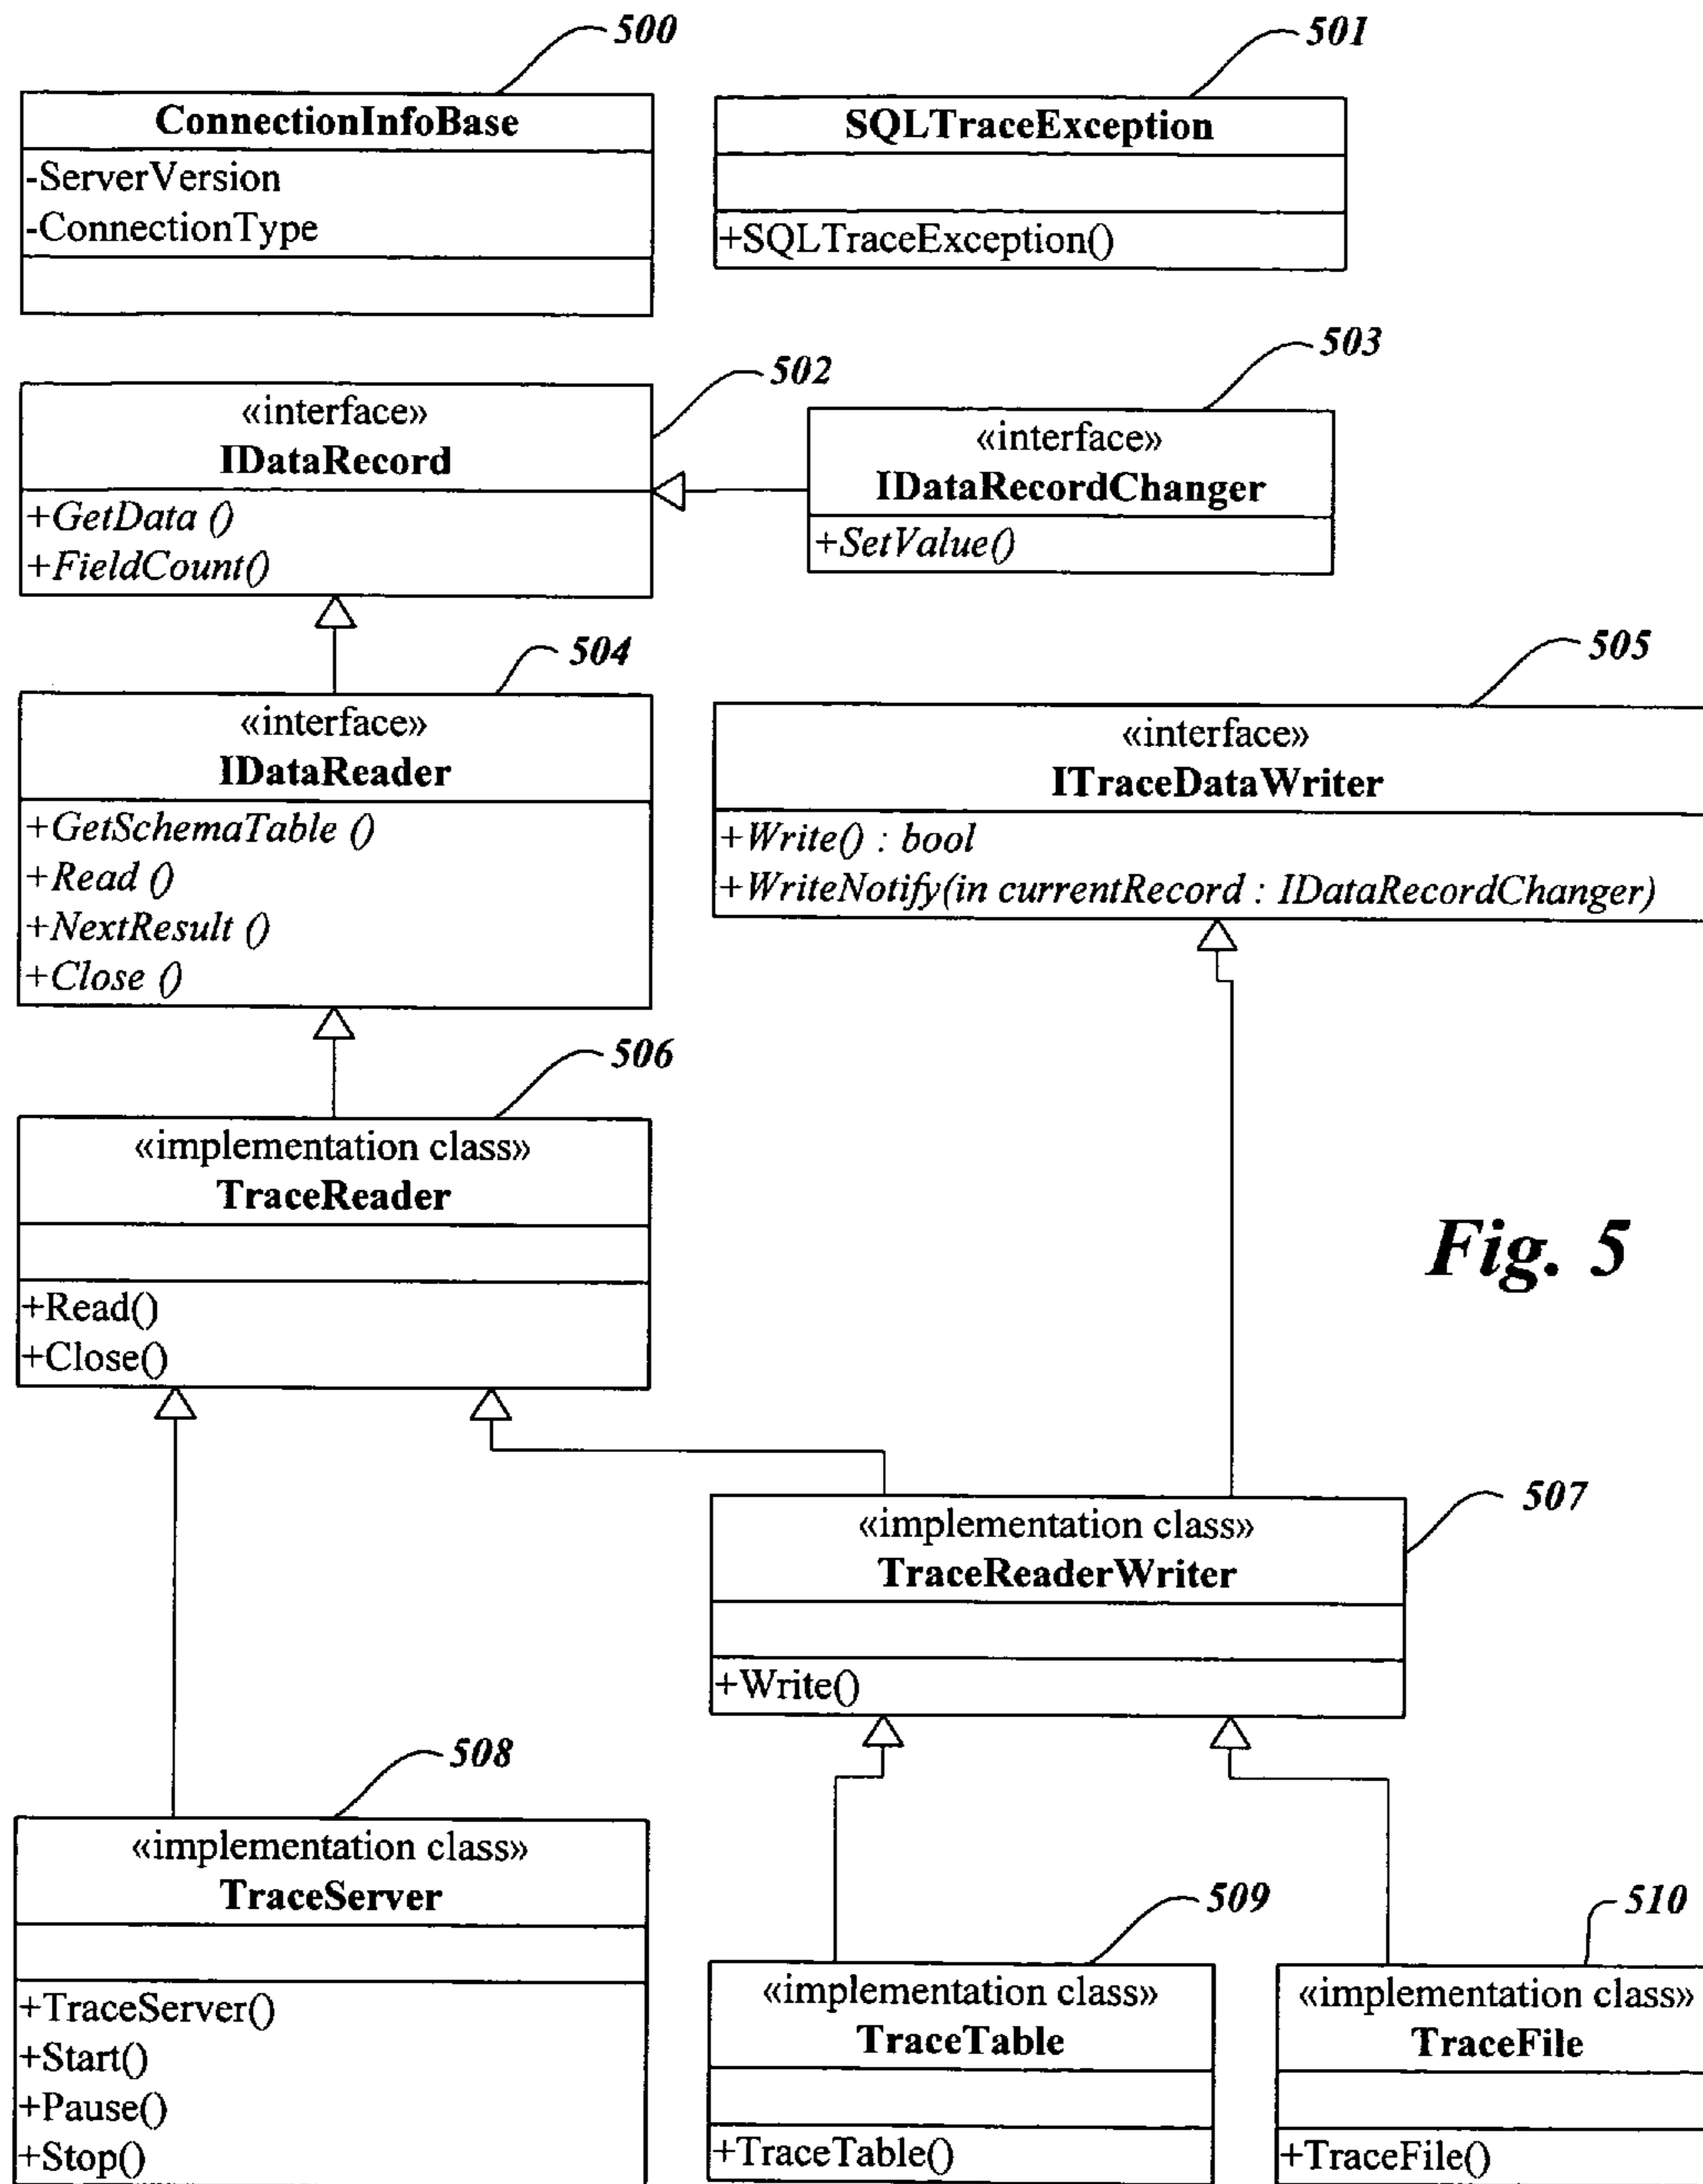 500
ConnectionInfoBase
-ServerVersion
-ConnectionType
501
SQLTraceException
+SQLTraceException()
502
«interface»
IDataRecord
+GetData ()
+FieldCount()
503
«interface»
IDataRecordChanger
+SetValue()
504
«interface»
IDataReader
+GetSchemaTable ()
+Read ()
+NextResult ()
+Close ()
505
«interface»
ITraceDataWriter
+Write() : bool
+WriteNotify(in currentRecord : IDataRecordChanger)
506
«implementation class»
TraceReader
+Read()
+Close()
Fig. 5
507
«implementation class»
TraceReaderWriter
+Write()
508
«implementation class»
TraceServer
+TraceServer()
+Start()
+Pause()
+Stop()
509
«implementation class»
TraceTable
+TraceTable()
510
«implementation class»
TraceFile
+TraceFile()